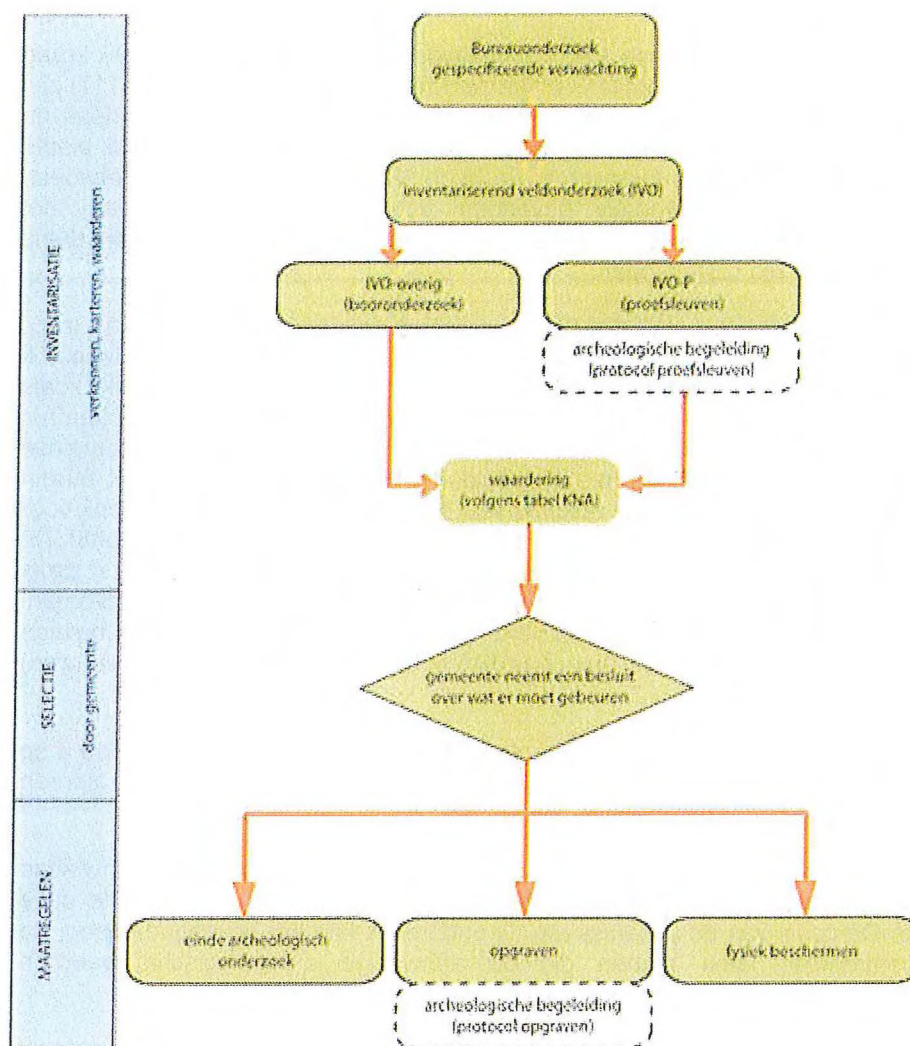 Bureauonderzoek
gespecificeerde verwachting
inventariserend veldonderzoek (IVO)
IVO-overig
(booronderzoek)
IVO-P
(proefsleuven)
archeologische begeleiding
(protocol proefsleuven)
waardering
(volgens tabel KNA)
gemeente neemt een besluit
over wat er moet gebeuren
einde archeologisch
onderzoek
opgraven
fysiek beschermen
archeologische begeleiding
(protocol opgraven)
INVENTARISATIE
verkennen, karteren, waarderen
SELECTIE
door gemeente
MAATREGELEN